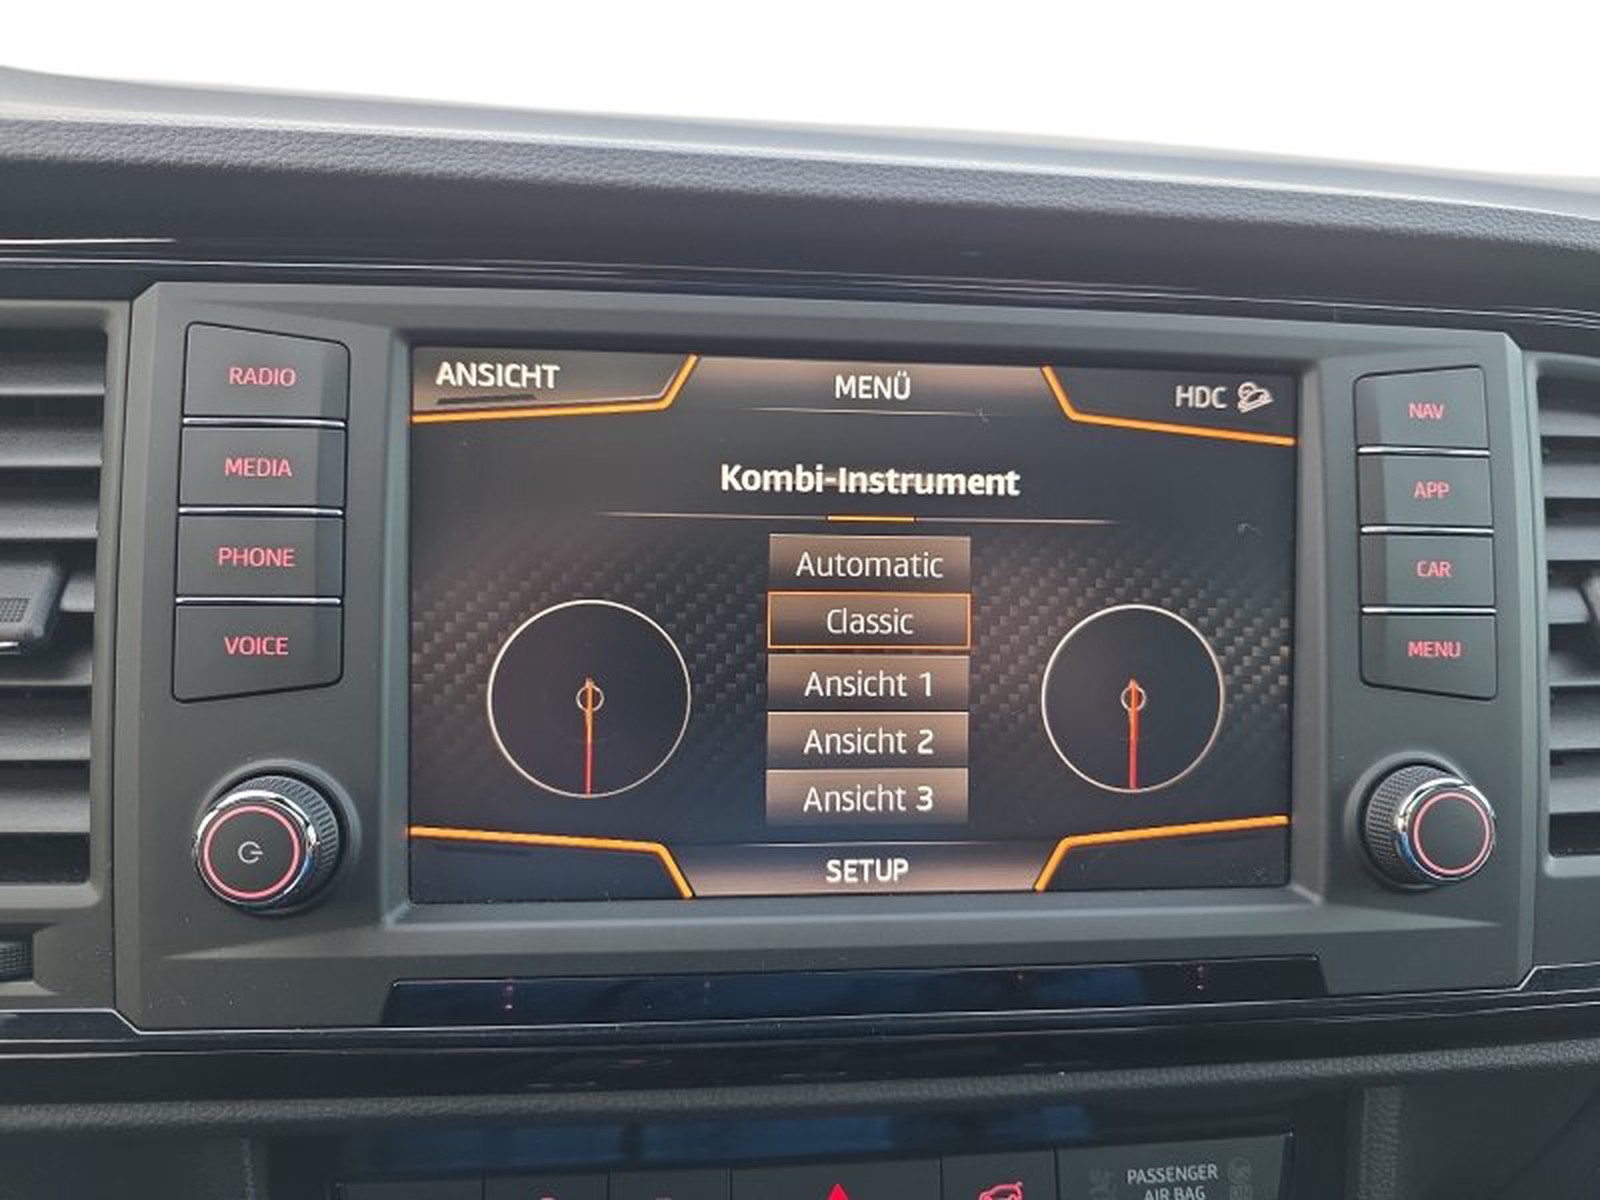 RADIO
MEDIA
PHONE
VOICE
ANSICHT
MENÜ
HDC
Kombi-Instrument
Automatic
Classic
Ansicht 1
Ansicht 2
Ansicht 3
SETUP
NAV
APP
CAR
MENU
PASSENGER
AIR BAG